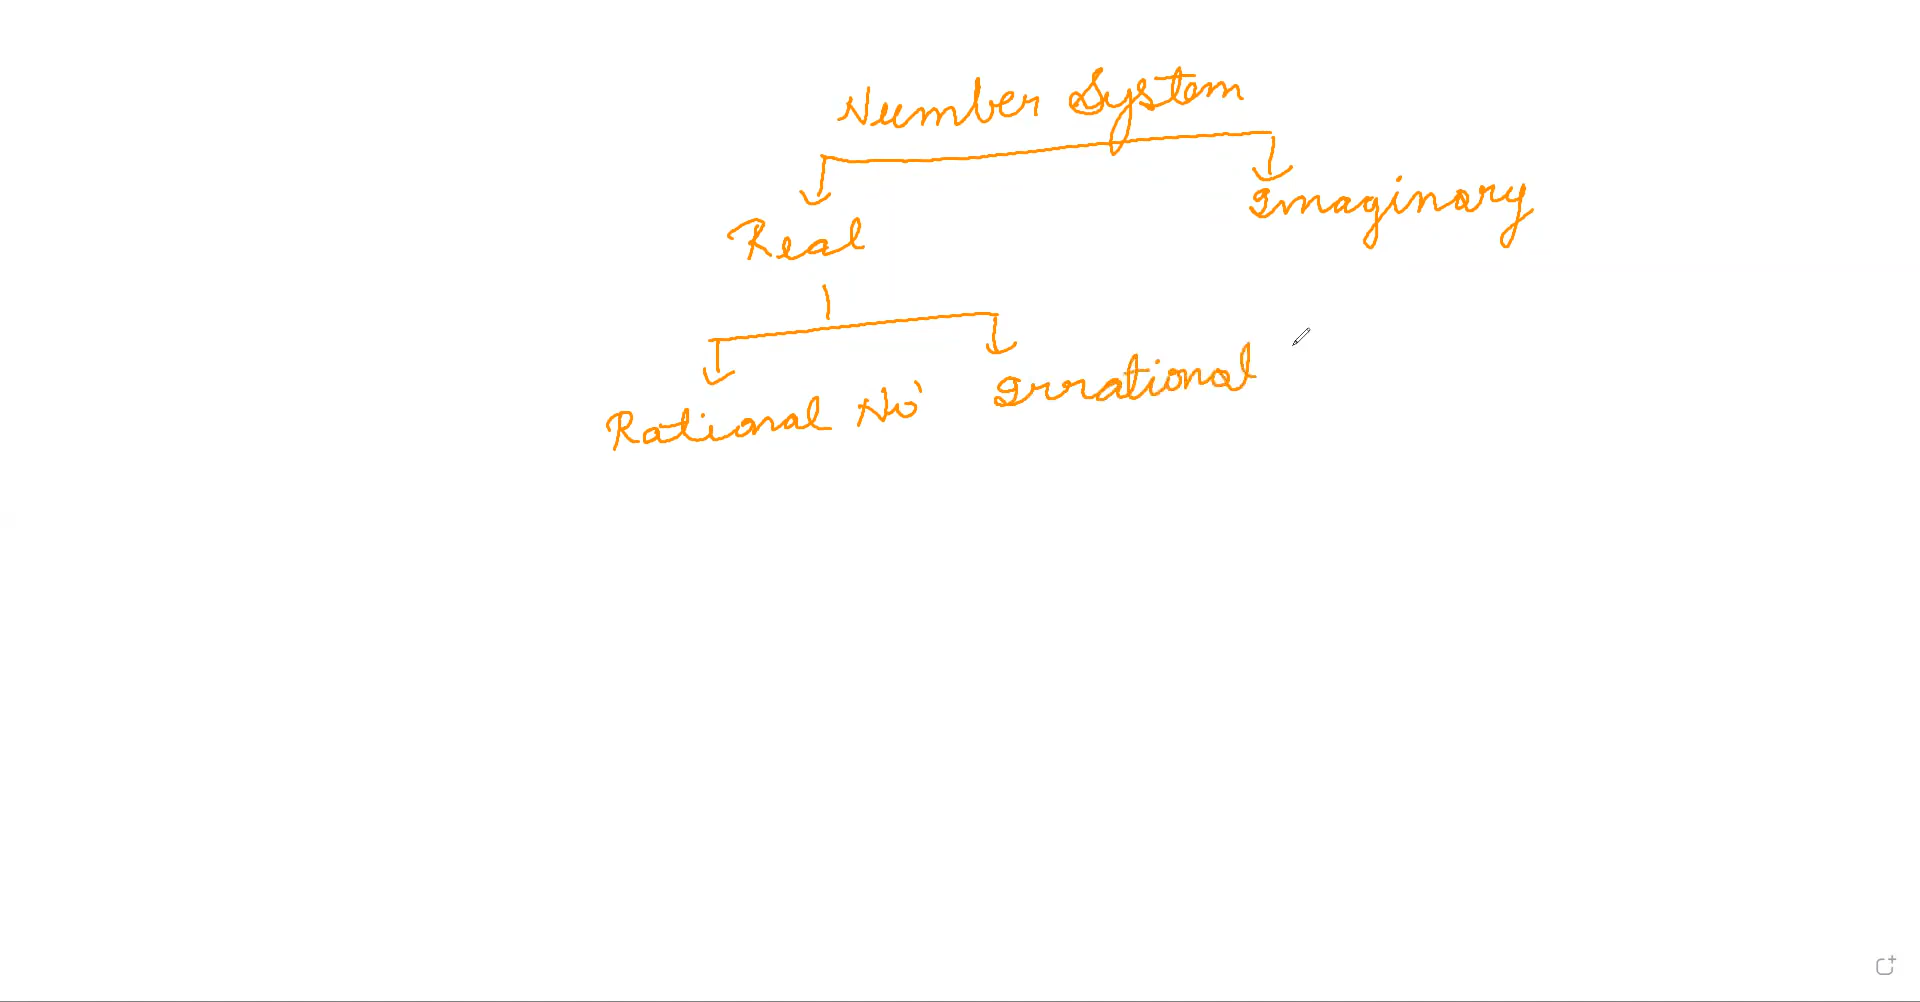 Number System
Real
Imaginary
Rational No
Irrational